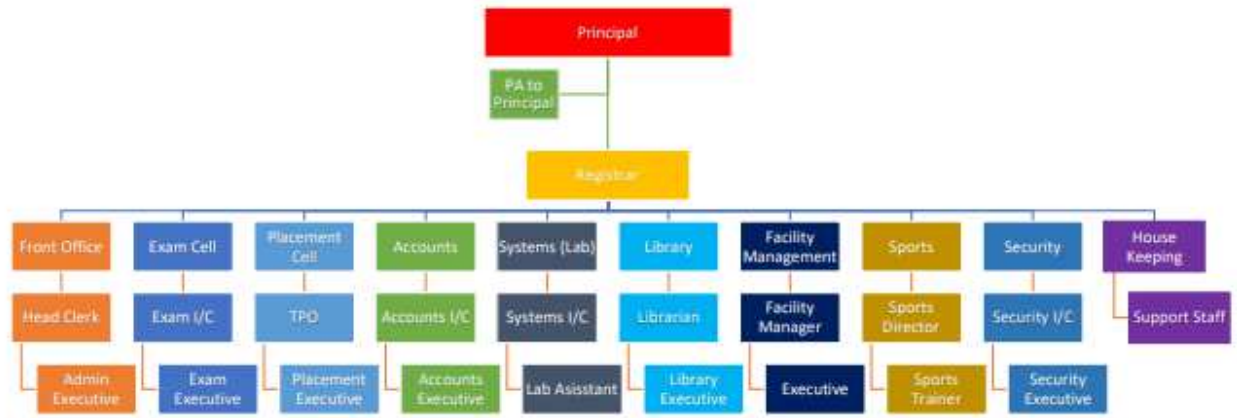 Principal
PA to
Principal
Registrar
Front Office
Exam Cell
Placement
Cell
Accounts
Systems (Lab)
Library
Facility
Management
Sports
Security
House
Keeping
Head Clerk
Exam I/C
TPO
Accounts I/C
Systems I/C
Librarian
Facility
Manager
Sports
Director
Security I/C
Support Staff
Admin
Executive
Exam
Executive
Placement
Executive
Accounts
Executive
Lab Asisstant
Library
Executive
Executive
Sports
Trainer
Security
Executive